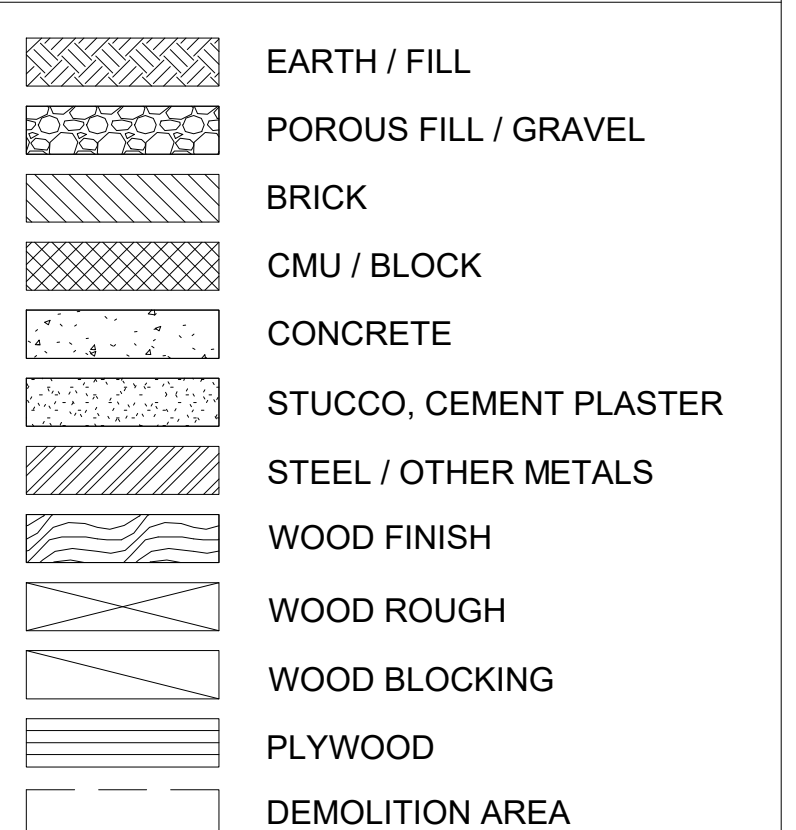 EARTH / FILL
POROUS FILL / GRAVEL
BRICK
CMU / BLOCK
CONCRETE
STUCCO, CEMENT PLASTER
STEEL / OTHER METALS
WOOD FINISH
WOOD ROUGH
WOOD BLOCKING
PLYWOOD
DEMOLITION AREA